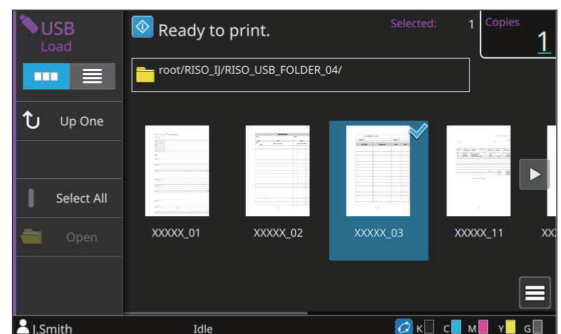 USB
Load
Ready to print.
Selected: 1
Copies
1
root/RISO_IJ/RISO_USB_FOLDER_04/
Up One
Select All
Open
XXXXX_01
XXXXX_02
XXXXX_03
XXXXX_11
XX
J.Smith
Idle
K C M Y G